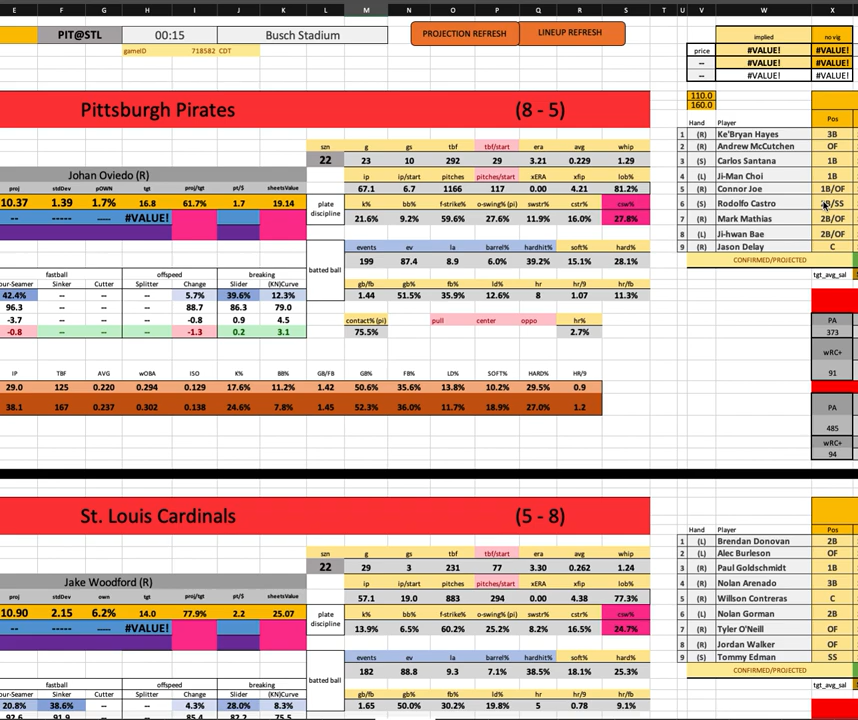 E F G H I J K L M N O P Q R S T U V W X
PIT@STL 00:15 Busch Stadium PROJECTION REFRESH LINEUP REFRESH implied no vig
gameID 718582 CDT price #VALUE! #VALUE!
-- #VALUE! #VALUE!
-- #VALUE! #VALUE!
Pittsburgh Pirates (8 - 5)
110.0
160.0
Pos
Hand Player
szn g gs tbf tbf/start era avg whip
22 23 10 292 29 3.21 0.229 1.29
Johan Oviedo (R)
ip ip/start pitches pitches/start xERA xfip lob%
67.1 6.7 1166 117 0.00 4.21 81.2%
proj stdDev pOWN tgt proj/tgt pt/$ sheetsValue
10.37 1.39 1.7% 16.8 61.7% 1.7 19.14
-- ----- ---- #VALUE!
plate discipline
k% bb% f-strike% o-swing% (pi) swstr% cstr% csw%
21.6% 9.2% 59.6% 27.6% 11.9% 16.0% 27.8%
batted ball
events ev la barrel% hardhit% soft% hard%
199 87.4 8.9 6.0% 39.2% 15.1% 28.1%
gb/fb gb% fb% ld% hr hr/9 hr/fb
1.44 51.5% 35.9% 12.6% 8 1.07 11.3%
contact% (pi) pull center oppo hr%
75.5% 2.7%
fastball offspeed breaking
our-Seamer Sinker Cutter Splitter Change Slider (KN)Curve
42.4% -- -- -- 5.7% 39.6% 12.3%
96.3 -- -- -- 88.7 86.3 79.0
-3.7 -- -- -- -0.8 0.9 4.5
-0.8 -- -- -- -1.3 0.2 3.1
IP TBF AVG wOBA ISO K% BB% GB/FB GB% FB% LD% SOFT% HARD% HR/9
29.0 125 0.220 0.294 0.129 17.6% 11.2% 1.42 50.6% 35.6% 13.8% 10.2% 29.5% 0.9
38.1 167 0.237 0.302 0.138 24.6% 7.8% 1.45 52.3% 36.0% 11.7% 18.9% 27.0% 1.2
1 (R) Ke'Bryan Hayes 3B
2 (R) Andrew McCutchen OF
3 (S) Carlos Santana 1B
4 (L) Ji-Man Choi 1B
5 (R) Connor Joe 1B/OF
6 (S) Rodolfo Castro /SS
7 (R) Mark Mathias 2B/OF
8 (L) Ji-hwan Bae 2B/OF
9 (R) Jason Delay C
CONFIRMED/PROJECTED
tgt_avg_sal
PA
373
wRC+
91
PA
485
wRC+
94
St. Louis Cardinals (5 - 8)
Hand Player Pos
szn g gs tbf tbf/start era avg whip
22 29 3 231 77 3.30 0.262 1.24
Jake Woodford (R)
ip ip/start pitches pitches/start xERA xfip lob%
57.1 19.0 883 294 0.00 4.38 77.3%
proj stdDev own tgt proj/tgt pt/$ sheetsValue
10.90 2.15 6.2% 14.0 77.9% 2.2 25.07
-- ----- ---- #VALUE!
plate discipline
k% bb% f-strike% o-swing% (pi) swstr% cstr% csw%
13.9% 6.5% 60.2% 25.2% 8.2% 16.5% 24.7%
batted ball
events ev la barrel% hardhit% soft% hard%
182 88.8 9.3 7.1% 38.5% 18.1% 25.3%
gb/fb gb% fb% ld% hr hr/9 hr/fb
1.65 50.0% 30.2% 19.8% 5 0.78 9.1%
fastball offspeed breaking
our-Seamer Sinker Cutter Splitter Change Slider (KN)Curve
20.8% 38.6% -- -- 4.3% 28.0% 8.3%
92.6 91.9 -- -- 85.4 82.2 75.5
1 (L) Brendan Donovan 2B
2 (L) Alec Burleson OF
3 (R) Paul Goldschmidt 1B
4 (R) Nolan Arenado 3B
5 (R) Willson Contreras C
6 (L) Nolan Gorman 2B
7 (R) Tyler O'Neill OF
8 (R) Jordan Walker OF
9 (S) Tommy Edman SS
CONFIRMED/PROJECTED
tgt_avg_sal